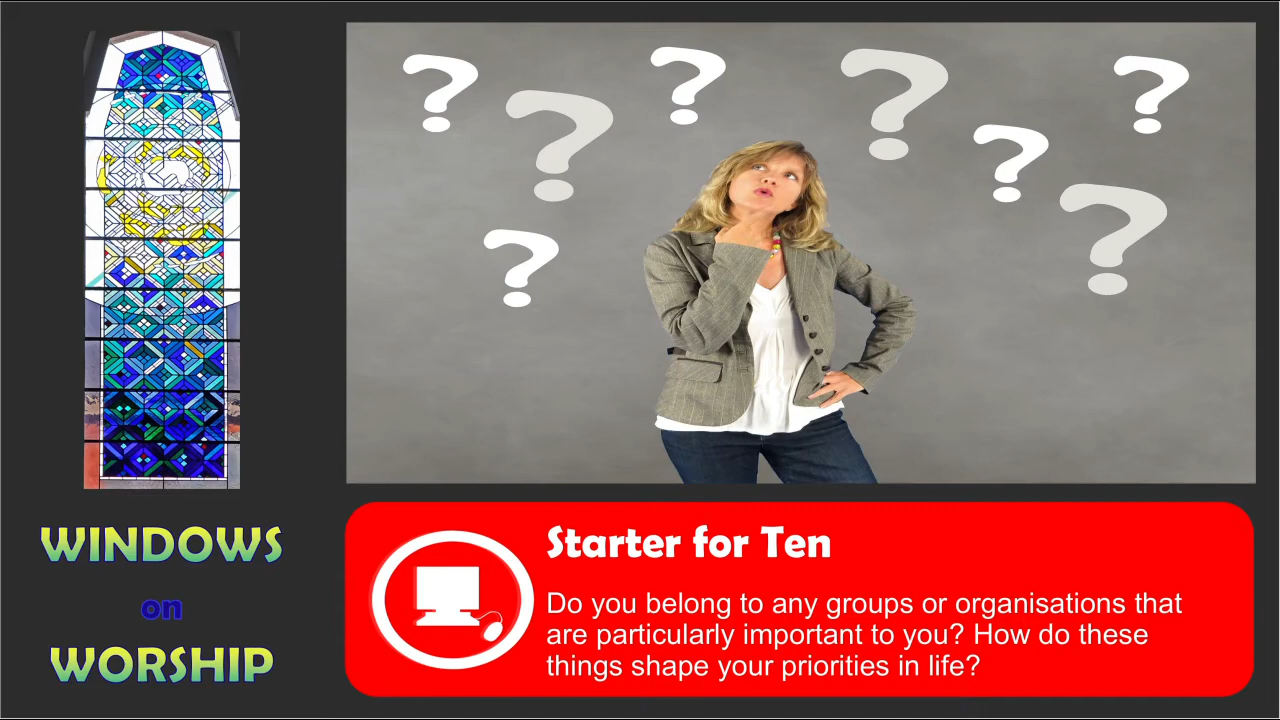 ? ? ? ? ? ? ? ? ?
WINDOWS
on
WORSHIP
Starter for Ten
Do you belong to any groups or organisations that
are particularly important to you? How do these
things shape your priorities in life?